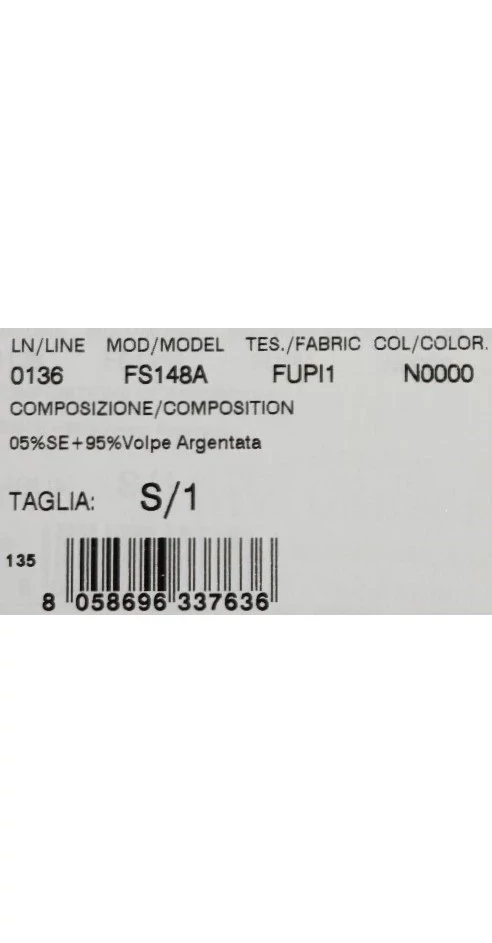 LN/LINE MOD/MODEL TES./FABRIC COL/COLOR.
0136 FS148A FUPI1 N0000
COMPOSIZIONE/COMPOSITION
05%SE+95%Volpe Argentata
TAGLIA: S/1
135
8 058696 337636